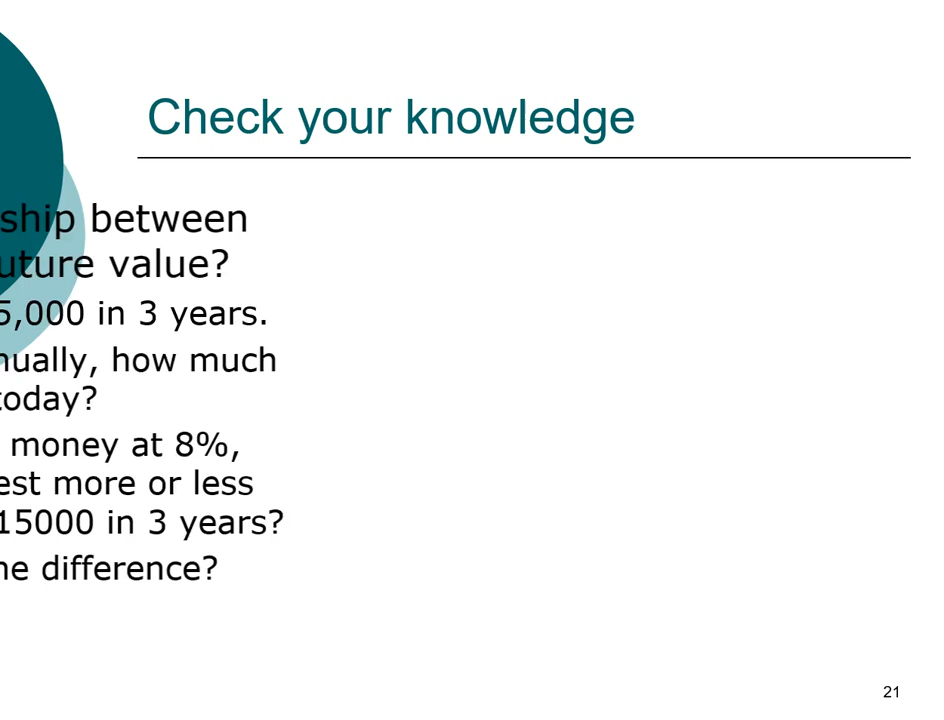 Check your knowledge
ship between
uture value?
5,000 in 3 years.
nually, how much
today?
money at 8%,
est more or less
15000 in 3 years?
he difference?
21